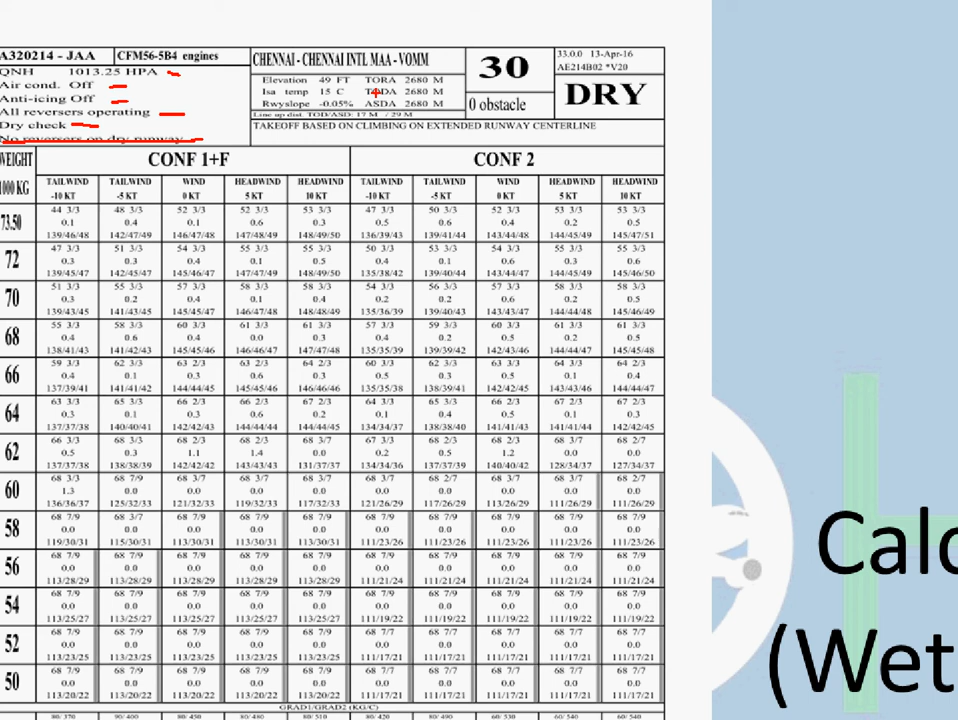 A320214 - JAA CFM56-5B4 engines
QNH 1013.25 HPA
Air cond. Off
Anti-icing Off
All reversers operating
Dry check
No reversers on dry runway
CHENNAI - CHENNAI INTL MAA - VOMM
Elevation 49 FT TORA 2680 M
Isa temp 15 C TODA 2680 M
Rwyslope -0.05% ASDA 2680 M
Line up dist. TOD/ASD: 17 M / 29 M
30
0 obstacle
33.0.0 13-Apr-16
AE214B02 *V20
DRY
TAKEOFF BASED ON CLIMBING ON EXTENDED RUNWAY CENTERLINE
WEIGHT CONF 1+F CONF 2
1000 KG TAILWIND TAILWIND WIND HEADWIND HEADWIND TAILWIND TAILWIND WIND HEADWIND HEADWIND
-10 KT -5 KT 0 KT 5 KT 10 KT -10 KT -5 KT 0 KT 5 KT 10 KT
73.50
44 3/3 48 3/3 52 3/3 52 3/3 53 3/3 47 3/3 50 3/3 52 3/3 53 3/3 53 3/3
0.1 0.4 0.1 0.6 0.3 0.5 0.6 0.4 0.2 0.5
139/46/48 142/47/49 146/47/48 147/48/49 148/49/50 136/39/43 139/41/44 143/44/48 144/45/49 145/47/51
72
47 3/3 51 3/3 54 3/3 55 3/3 55 3/3 50 3/3 53 3/3 54 3/3 55 3/3 55 3/3
0.3 0.3 0.4 0.1 0.5 0.4 0.1 0.6 0.3 0.6
139/45/47 142/45/47 145/46/47 147/47/49 148/49/50 135/38/42 139/40/44 143/44/47 144/45/49 145/46/50
70
51 3/3 55 3/3 57 3/3 58 3/3 58 3/3 54 3/3 56 3/3 57 3/3 58 3/3 58 3/3
0.3 0.2 0.4 0.1 0.4 0.2 0.2 0.6 0.2 0.5
139/43/45 141/43/45 145/45/47 146/47/48 148/48/49 135/36/39 139/40/43 143/43/47 144/44/48 145/46/49
68
55 3/3 58 3/3 60 3/3 61 3/3 61 3/3 57 3/3 59 3/3 60 3/3 61 3/3 61 3/3
0.4 0.6 0.4 0.0 0.3 0.4 0.2 0.5 0.2 0.5
138/41/43 141/42/43 145/45/46 146/46/47 147/47/48 135/35/39 139/39/42 142/43/46 144/44/47 145/45/48
66
59 3/3 62 3/3 63 2/3 63 2/3 64 2/3 60 3/3 62 3/3 63 3/3 64 3/3 64 2/3
0.4 0.1 0.3 0.6 0.3 0.5 0.3 0.5 0.1 0.4
137/39/41 141/41/42 144/44/45 145/45/46 146/46/46 135/35/38 138/39/41 142/42/45 143/43/46 144/44/47
64
63 3/3 65 3/3 66 2/3 66 2/3 67 2/3 64 3/3 66 3/3 66 2/3 67 2/3 67 2/3
0.3 0.1 0.3 0.6 0.2 0.1 0.4 0.5 0.1 0.3
137/37/38 140/40/41 142/42/43 144/44/44 144/44/45 134/34/37 138/38/40 141/41/43 141/41/44 142/42/45
62
66 3/3 68 3/3 68 2/3 68 2/3 68 3/7 67 3/3 68 2/3 68 2/3 68 3/7 68 2/7
0.5 0.3 1.1 1.4 0.0 0.2 0.5 1.2 0.0 0.0
137/37/38 138/38/39 142/42/42 143/43/43 131/37/37 134/34/36 137/37/39 140/40/42 128/34/37 127/34/37
60
68 3/3 68 7/9 68 3/7 68 3/7 68 3/7 68 3/7 68 2/7 68 3/7 68 3/7 68 2/7
1.3 0.0 0.0 0.0 0.0 0.0 0.0 0.0 0.0 0.0
136/36/37 125/32/33 121/32/33 119/32/33 117/32/33 121/26/29 117/26/29 113/26/29 111/26/29 111/26/29
58
68 7/9 68 3/7 68 7/9 68 7/9 68 7/9 68 7/9 68 7/9 68 7/9 68 7/9 68 7/9
0.0 0.0 0.0 0.0 0.0 0.0 0.0 0.0 0.0 0.0
119/30/31 115/30/31 113/30/31 113/30/31 113/30/31 111/23/26 111/23/26 111/23/26 111/23/26 111/23/26
56
68 7/9 68 7/9 68 7/9 68 7/9 68 7/9 68 7/9 68 7/9 68 7/9 68 7/9 68 7/9
0.0 0.0 0.0 0.0 0.0 0.0 0.0 0.0 0.0 0.0
113/28/29 113/28/29 113/28/29 113/28/29 113/28/29 111/21/24 111/21/24 111/21/24 111/21/24 111/21/24
54
68 7/9 68 7/9 68 7/9 68 7/9 68 7/9 68 7/9 68 7/9 68 7/9 68 7/9 68 7/9
0.0 0.0 0.0 0.0 0.0 0.0 0.0 0.0 0.0 0.0
113/25/27 113/25/27 113/25/27 113/25/27 113/25/27 111/19/22 111/19/22 111/19/22 111/19/22 111/19/22
52
68 7/9 68 7/9 68 7/9 68 7/9 68 7/9 68 7/7 68 7/7 68 7/7 68 7/7 68 7/7
0.0 0.0 0.0 0.0 0.0 0.0 0.0 0.0 0.0 0.0
113/23/25 113/23/25 113/23/25 113/23/25 113/23/25 111/17/21 111/17/21 111/17/21 111/17/21 111/17/21
50
68 7/9 68 7/9 68 7/9 68 7/9 68 7/9 68 7/7 68 7/7 68 7/7 68 7/7 68 7/7
0.0 0.0 0.0 0.0 0.0 0.0 0.0 0.0 0.0 0.0
113/20/22 113/20/22 113/20/22 113/20/22 113/20/22 111/17/21 111/17/21 111/17/21 111/17/21 111/17/21
GRAD1/GRAD2 (KG/C)
80/ 370 90/ 400 80/ 450 80/ 480 80/ 510 80/ 420 80/ 490 60/ 530 60/ 540 60/ 540
Calc
(Wet